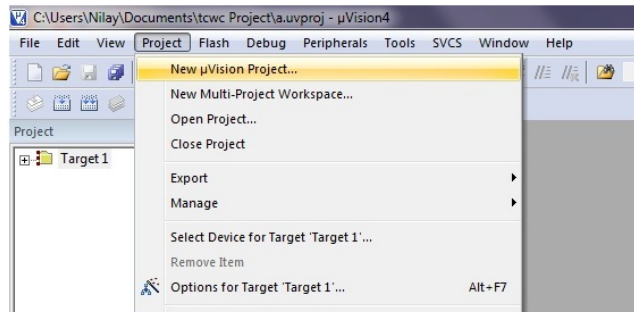 C:\Users\Nilay\Documents\tcwc Project\a.uvproj - µVision4
File Edit View Project Flash Debug Peripherals Tools SVCS Window Help
New µVision Project...
New Multi-Project Workspace...
Open Project...
Close Project
Project
Target 1
Export
Manage
Select Device for Target 'Target 1'...
Remove Item
Options for Target 'Target 1'... Alt+F7